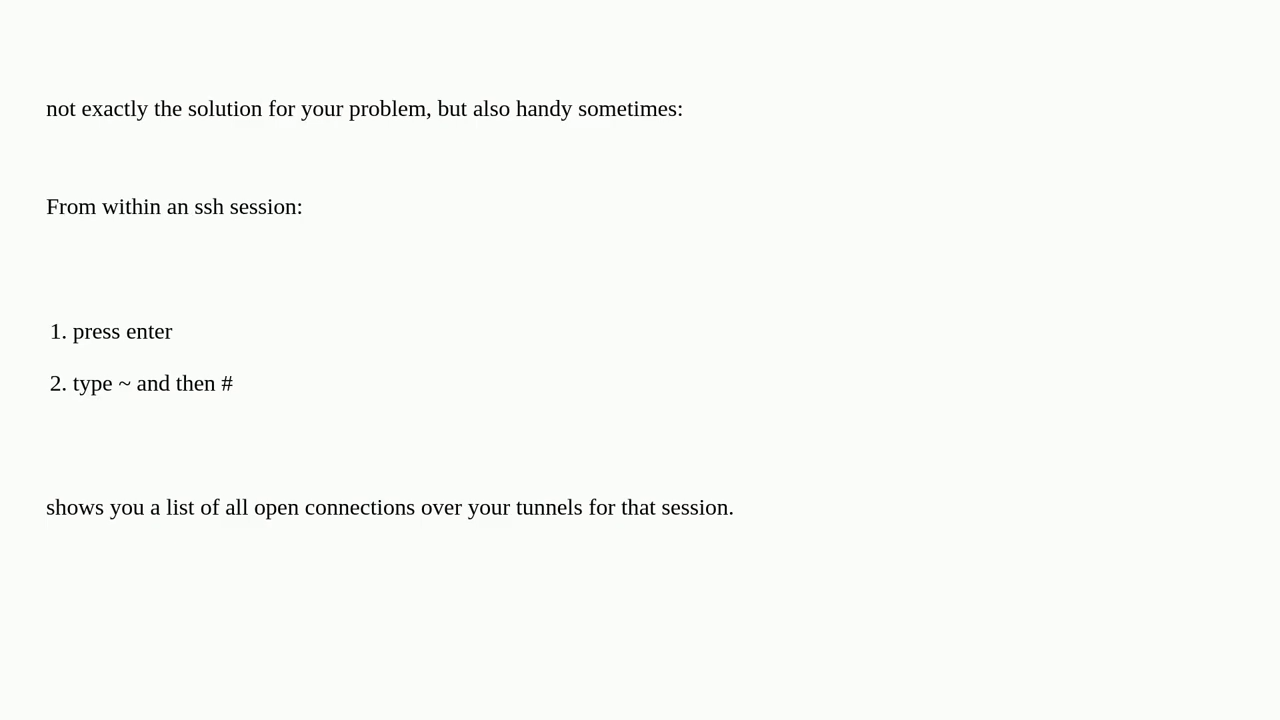 not exactly the solution for your problem, but also handy sometimes:
From within an ssh session:
1. press enter
2. type ~ and then #
shows you a list of all open connections over your tunnels for that session.